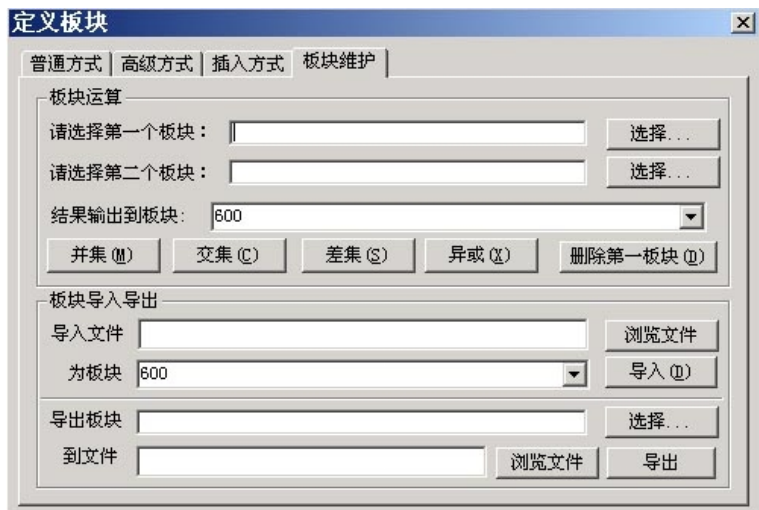 定义板块
普通方式 高级方式 插入方式 板块维护
板块运算
请选择第一个板块： 选择...
请选择第二个板块： 选择...
结果输出到板块: 600
并集(M) 交集(C) 差集(S) 异或(X) 删除第一板块(D)
板块导入导出
导入文件 浏览文件
为板块 600 导入(D)
导出板块 选择...
到文件 浏览文件 导出